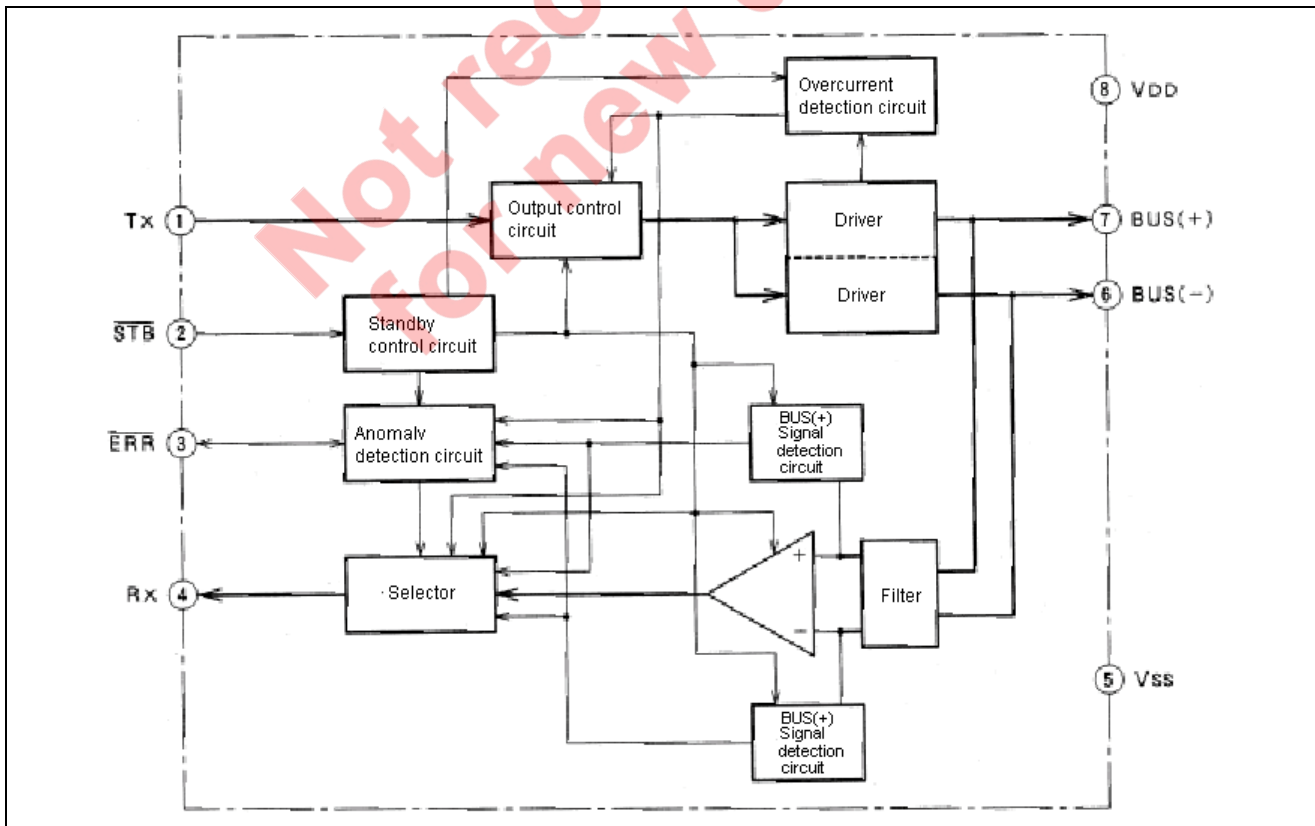 Not rec
for new
Overcurrent
detection circuit
8 VDD
Tx 1
Output control
circuit
Driver
7 BUS(+)
Driver
6 BUS(−)
STB 2
Standby
control circuit
ERR 3
Anomaly
detection circuit
BUS(+)
Signal
detection
circuit
Rx 4
Selector
+
−
Filter
5 Vss
BUS(+)
Signal
detection
circuit